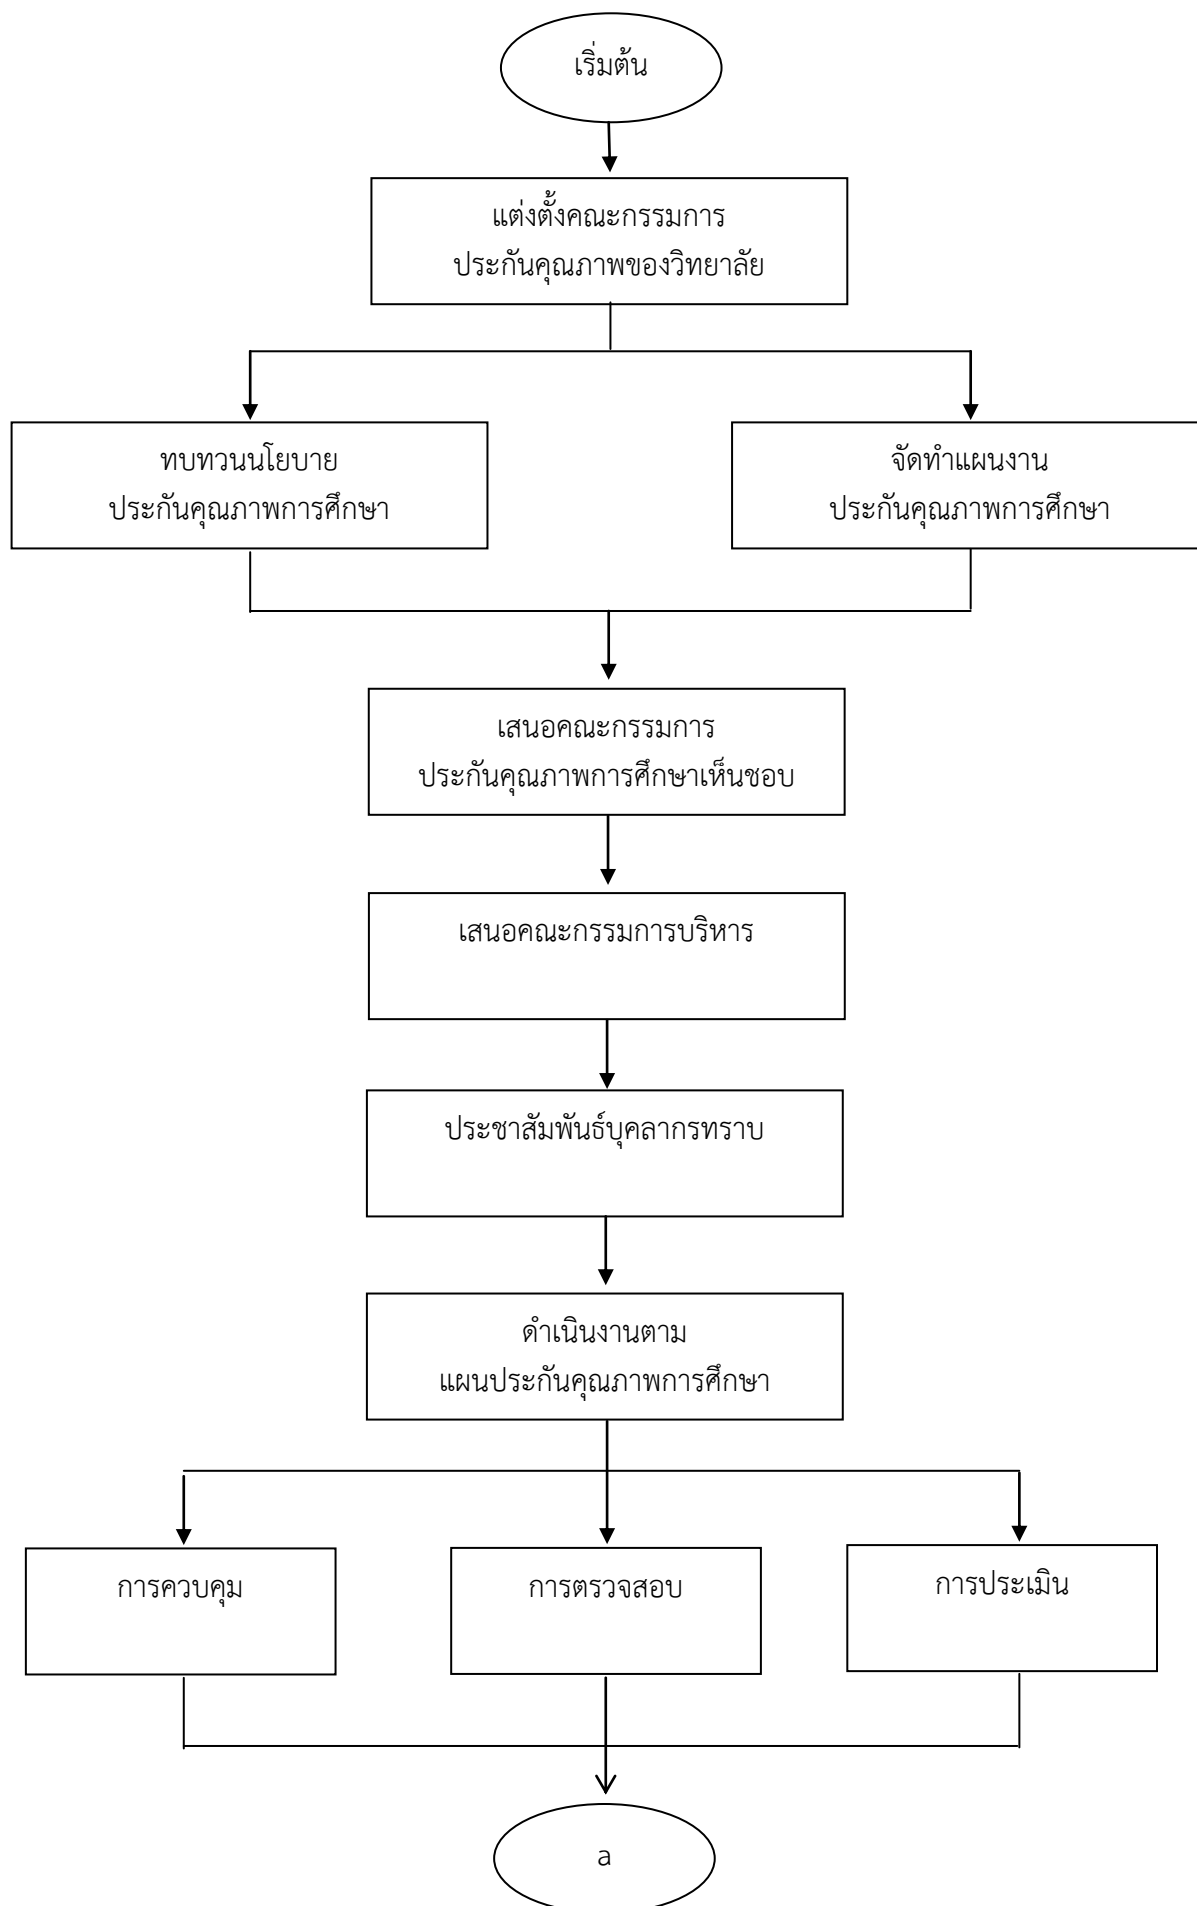 เริ่มต้น
แต่งตั้งคณะกรรมการ
ประกันคุณภาพของวิทยาลัย
ทบทวนนโยบาย
ประกันคุณภาพการศึกษา
จัดทำแผนงาน
ประกันคุณภาพการศึกษา
เสนอคณะกรรมการ
ประกันคุณภาพการศึกษาเห็นชอบ
เสนอคณะกรรมการบริหาร
ประชาสัมพันธ์บุคลากรทราบ
ดำเนินงานตาม
แผนประกันคุณภาพการศึกษา
การควบคุม
การตรวจสอบ
การประเมิน
a